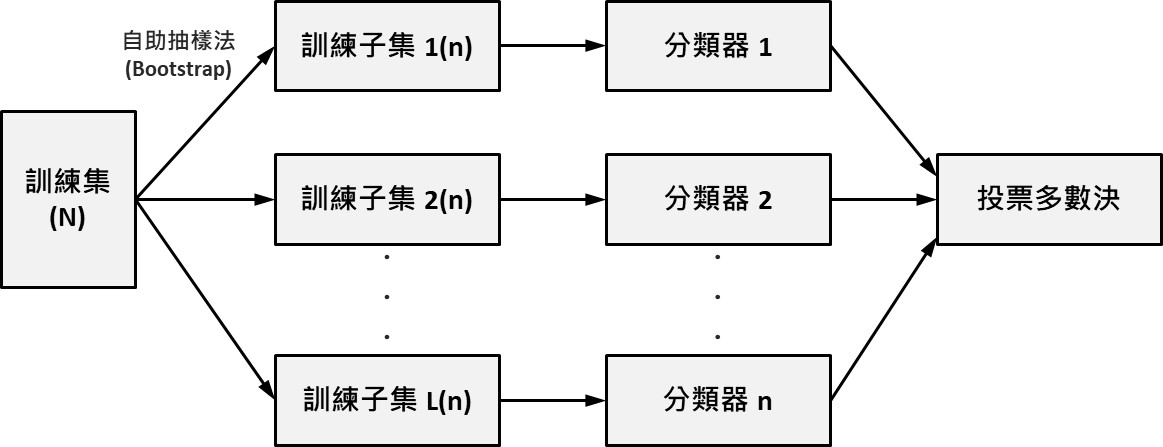 自助抽樣法
(Bootstrap)
訓練集
(N)
訓練子集 1(n)
分類器 1
訓練子集 2(n)
分類器 2
投票多數決
訓練子集 L(n)
分類器 n